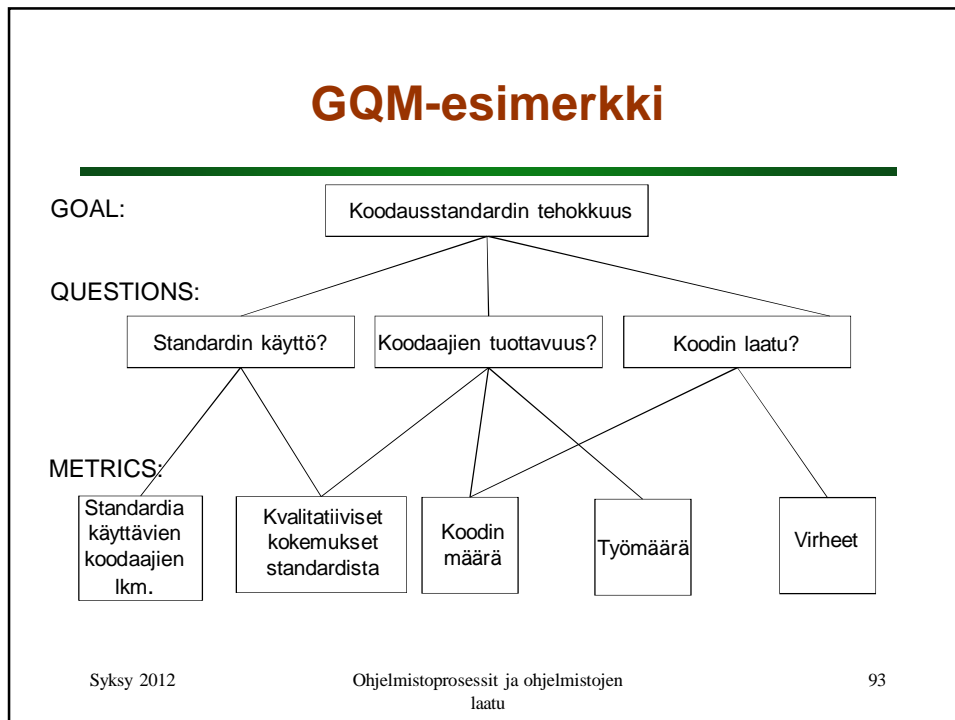 GQM-esimerkki
GOAL:
Koodausstandardin tehokkuus
QUESTIONS:
Standardin käyttö?
Koodaajien tuottavuus?
Koodin laatu?
METRICS:
Standardia
käyttävien
koodaajien
lkm.
Kvalitatiiviset
kokemukset
standardista
Koodin
määrä
Työmäärä
Virheet
Syksy 2012
Ohjelmistoprosessit ja ohjelmistojen
laatu
93